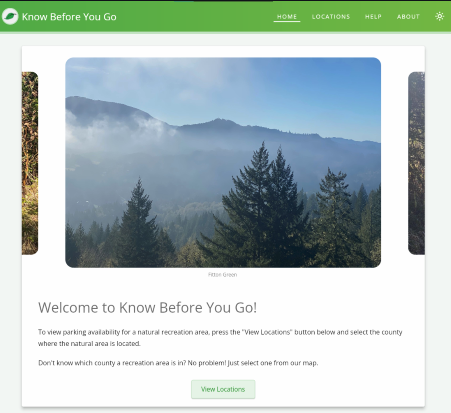 Know Before You Go
HOME LOCATIONS HELP ABOUT
Fitton Green
Welcome to Know Before You Go!
To view parking availability for a natural recreation area, press the "View Locations" button below and select the county
where the natural area is located.
Don't know which county a recreation area is in? No problem! Just select one from our map.
View Locations